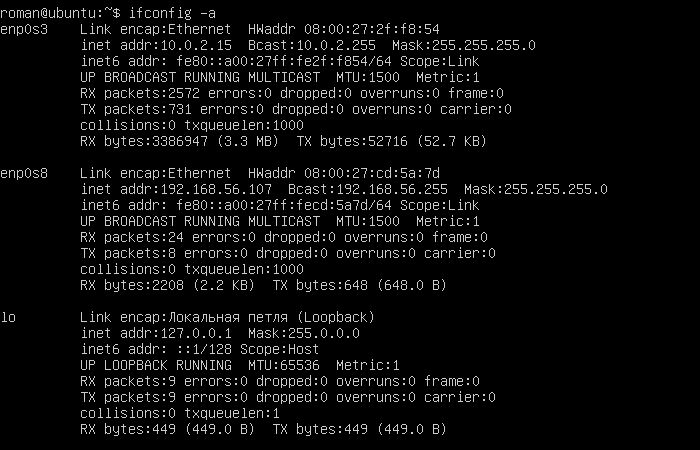 roman@ubuntu:~$ ifconfig -a
enp0s3    Link encap:Ethernet  HWaddr 08:00:27:2f:f8:54
          inet addr:10.0.2.15  Bcast:10.0.2.255  Mask:255.255.255.0
          inet6 addr: fe80::a00:27ff:fe2f:f854/64 Scope:Link
          UP BROADCAST RUNNING MULTICAST  MTU:1500  Metric:1
          RX packets:2572 errors:0 dropped:0 overruns:0 frame:0
          TX packets:731 errors:0 dropped:0 overruns:0 carrier:0
          collisions:0 txqueuelen:1000
          RX bytes:3386947 (3.3 MB)  TX bytes:52716 (52.7 KB)
enp0s8    Link encap:Ethernet  HWaddr 08:00:27:cd:5a:7d
          inet addr:192.168.56.107  Bcast:192.168.56.255  Mask:255.255.255.0
          inet6 addr: fe80::a00:27ff:fecd:5a7d/64 Scope:Link
          UP BROADCAST RUNNING MULTICAST  MTU:1500  Metric:1
          RX packets:24 errors:0 dropped:0 overruns:0 frame:0
          TX packets:8 errors:0 dropped:0 overruns:0 carrier:0
          collisions:0 txqueuelen:1000
          RX bytes:2208 (2.2 KB)  TX bytes:648 (648.0 B)
lo        Link encap:Локальная петля (Loopback)
          inet addr:127.0.0.1  Mask:255.0.0.0
          inet6 addr: ::1/128 Scope:Host
          UP LOOPBACK RUNNING  MTU:65536  Metric:1
          RX packets:9 errors:0 dropped:0 overruns:0 frame:0
          TX packets:9 errors:0 dropped:0 overruns:0 carrier:0
          collisions:0 txqueuelen:1
          RX bytes:449 (449.0 B)  TX bytes:449 (449.0 B)